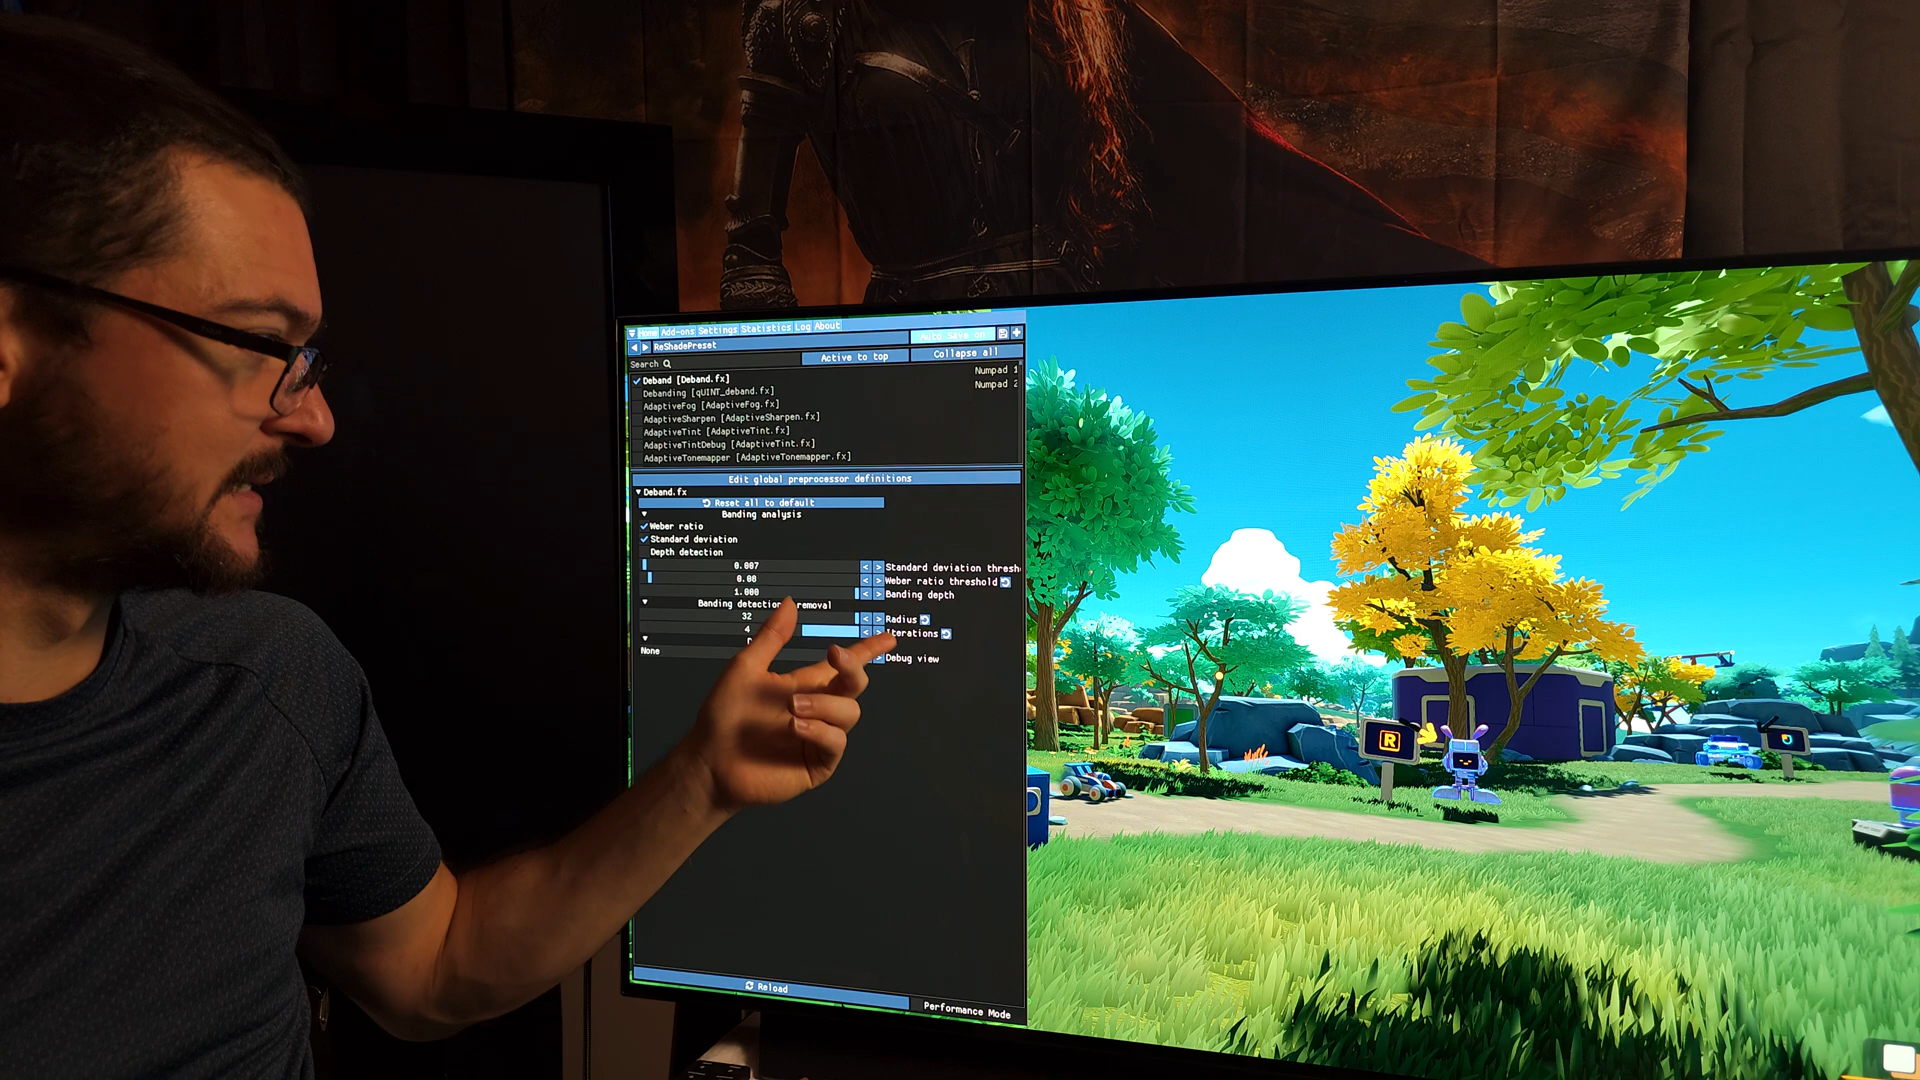 Home Add-ons Settings Statistics Log About
ReShadePreset
Auto Save on
Search
Active to top
Collapse all
Deband [Deband.fx]
Numpad 1
Debanding [qUINT_deband.fx]
Numpad 2
AdaptiveFog [AdaptiveFog.fx]
AdaptiveSharpen [AdaptiveSharpen.fx]
AdaptiveTint [AdaptiveTint.fx]
AdaptiveTintDebug [AdaptiveTint.fx]
AdaptiveTonemapper [AdaptiveTonemapper.fx]
Edit global preprocessor definitions
Deband.fx
Reset all to default
Banding analysis
Weber ratio
Standard deviation
Depth detection
0.007 < > Standard deviation thresh
0.08 < > Weber ratio threshold
1.000 < > Banding depth
Banding detection removal
32 < > Radius
4 < > Iterations
None > Debug view
Reload
Performance Mode
R